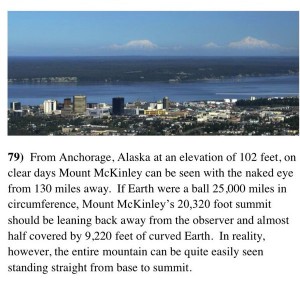 79)  From Anchorage, Alaska at an elevation of 102 feet, on
clear days Mount McKinley can be seen with the naked eye
from 130 miles away.  If Earth were a ball 25,000 miles in
circumference, Mount McKinley's 20,320 foot summit
should be leaning back away from the observer and almost
half covered by 9,220 feet of curved Earth.  In reality,
however, the entire mountain can be quite easily seen
standing straight from base to summit.